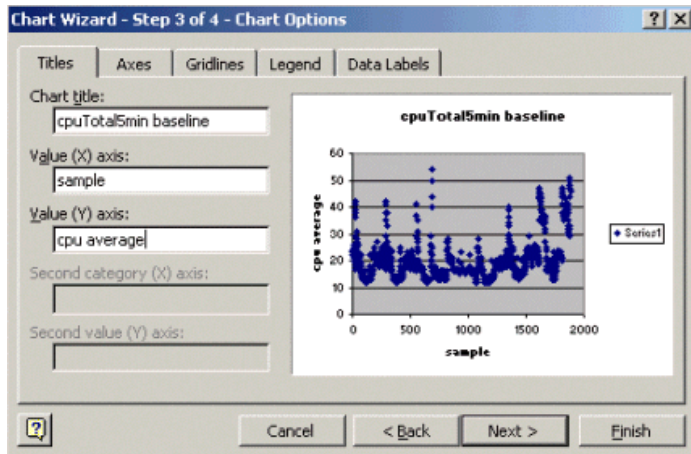 Chart Wizard - Step 3 of 4 - Chart Options
Titles Axes Gridlines Legend Data Labels
Chart title:
cpuTotal5min baseline
Value (X) axis:
sample
Value (Y) axis:
cpu average
Second category (X) axis:
Second value (Y) axis:
cpuTotal5min baseline
60
50
40
30
20
10
0
cpu average
0 500 1000 1500 2000
sample
Series1
Cancel < Back Next > Finish